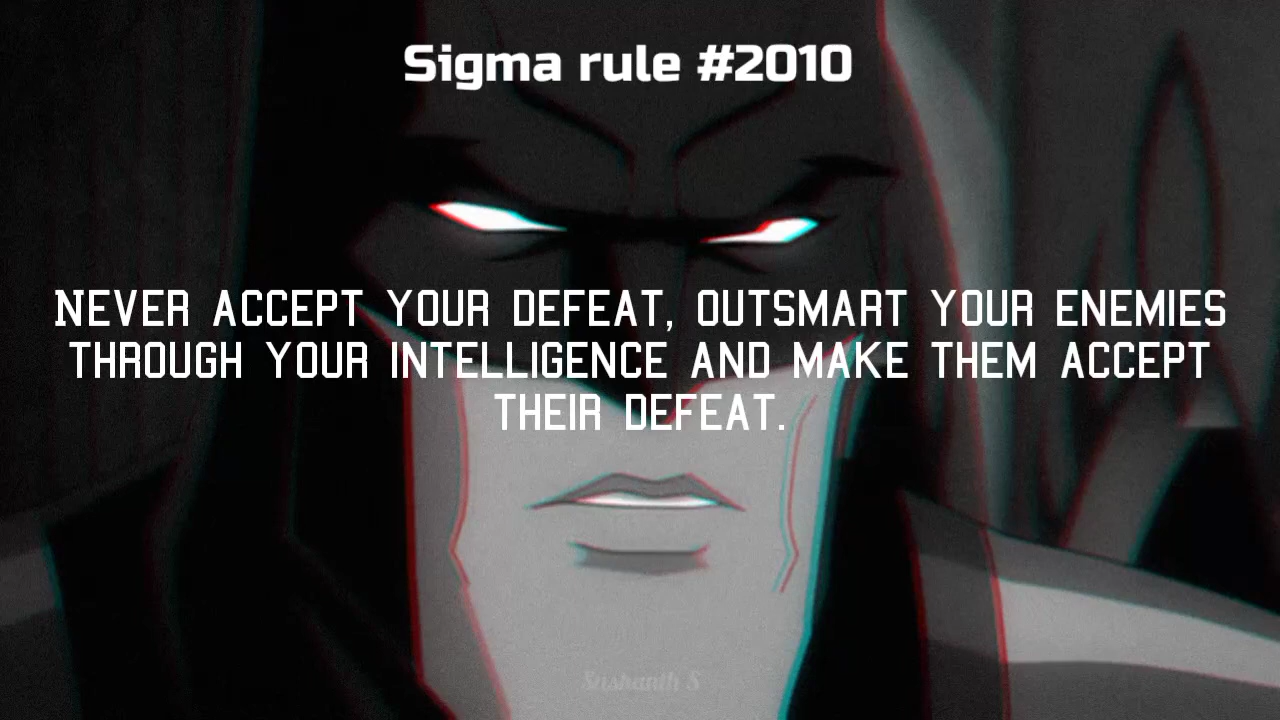 Sigma rule #2010
NEVER ACCEPT YOUR DEFEAT, OUTSMART YOUR ENEMIES
THROUGH YOUR INTELLIGENCE AND MAKE THEM ACCEPT
THEIR DEFEAT.
Sushanth S